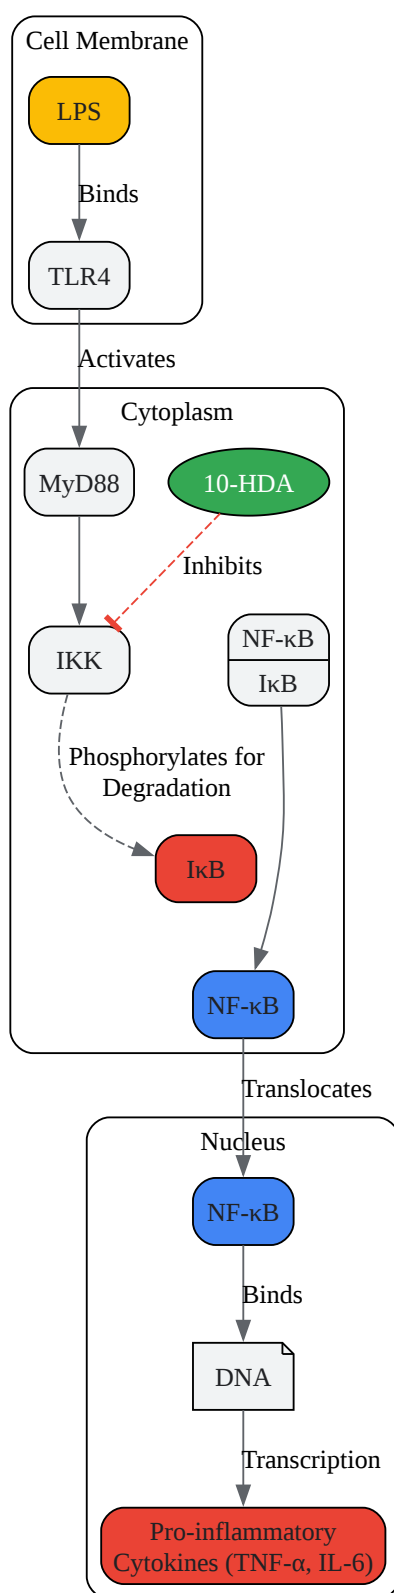 Cell Membrane
LPS
Binds
TLR4
Activates
Cytoplasm
MyD88
10-HDA
Inhibits
IKK
NF-κB
IκB
Phosphorylates for
Degradation
IκB
NF-κB
Translocates
Nucleus
NF-κB
Binds
DNA
Transcription
Pro-inflammatory
Cytokines (TNF-α, IL-6)